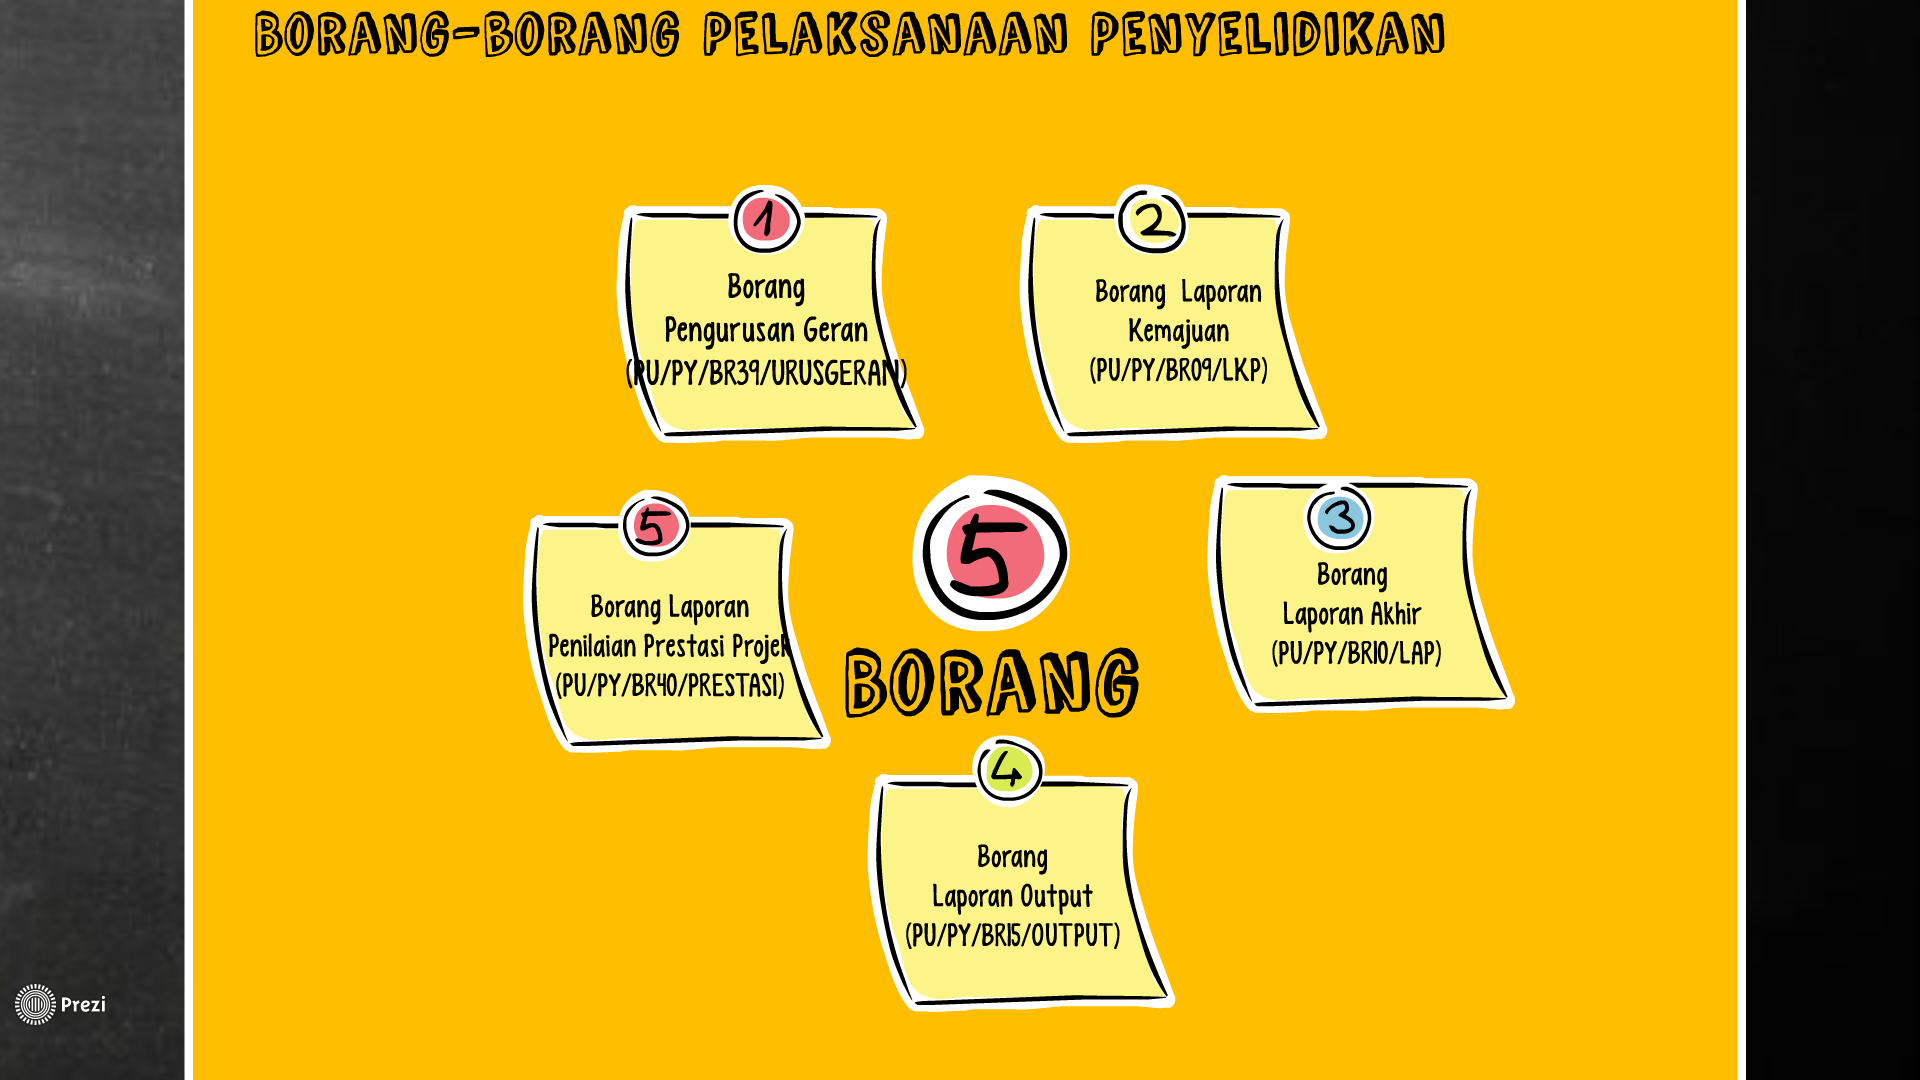 BORANG-BORANG PELAKSANAAN PENYELIDIKAN
1
Borang
Pengurusan Geran
(PU/PY/BR39/URUSGERAN)
2
Borang Laporan
Kemajuan
(PU/PY/BR09/LKP)
3
Borang
Laporan Akhir
(PU/PY/BR10/LAP)
5
Borang Laporan
Penilaian Prestasi Projek
(PU/PY/BR40/PRESTASI)
5
BORANG
4
Borang
Laporan Output
(PU/PY/BR15/OUTPUT)
Prezi